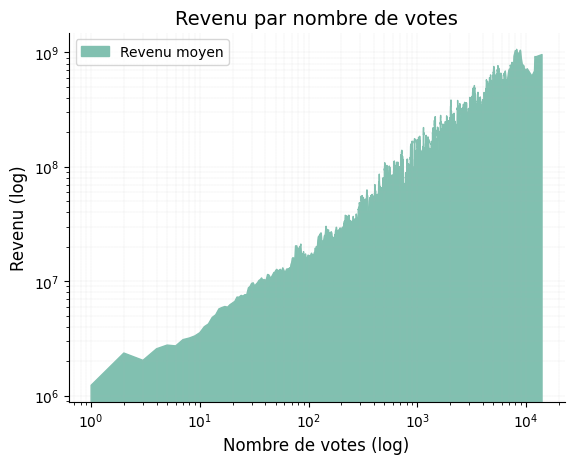 Revenu par nombre de votes
Revenu moyen
Revenu (log)
10⁹
10⁸
10⁷
10⁶
10⁰ 10¹ 10² 10³ 10⁴
Nombre de votes (log)